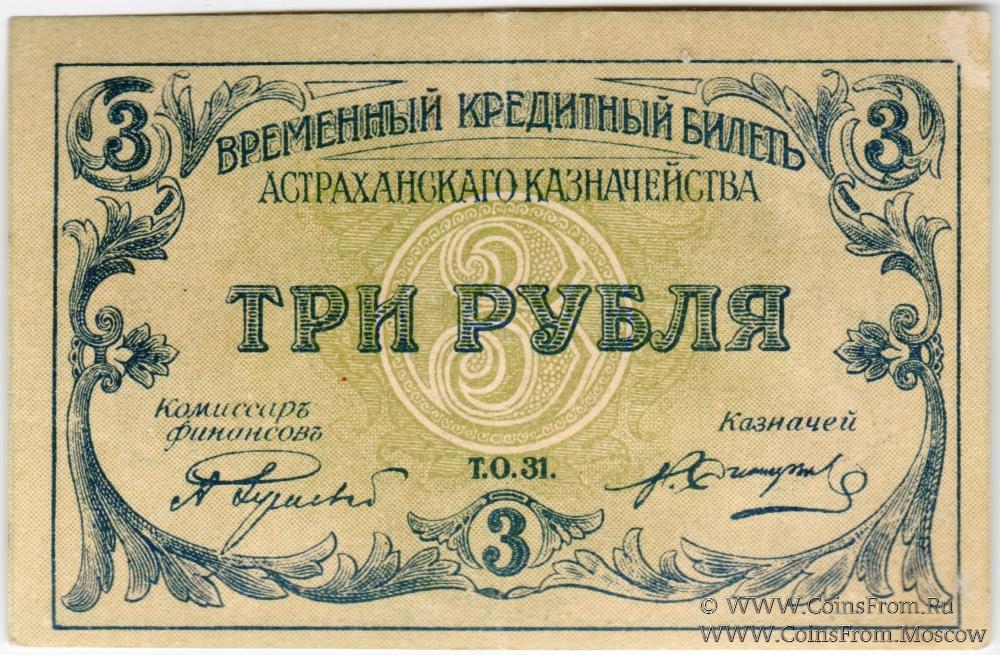 3 3
ВРЕМЕННЫЙ КРЕДИТНЫЙ БИЛЕТЪ
АСТРАХАНСКАГО КАЗНАЧЕЙСТВА
3
ТРИ РУБЛЯ
Комиссаръ
финансовъ
Казначей
Т.О.31.
3
© WWW.CoinsFrom.Ru
WWW.CoinsFrom.Moscow